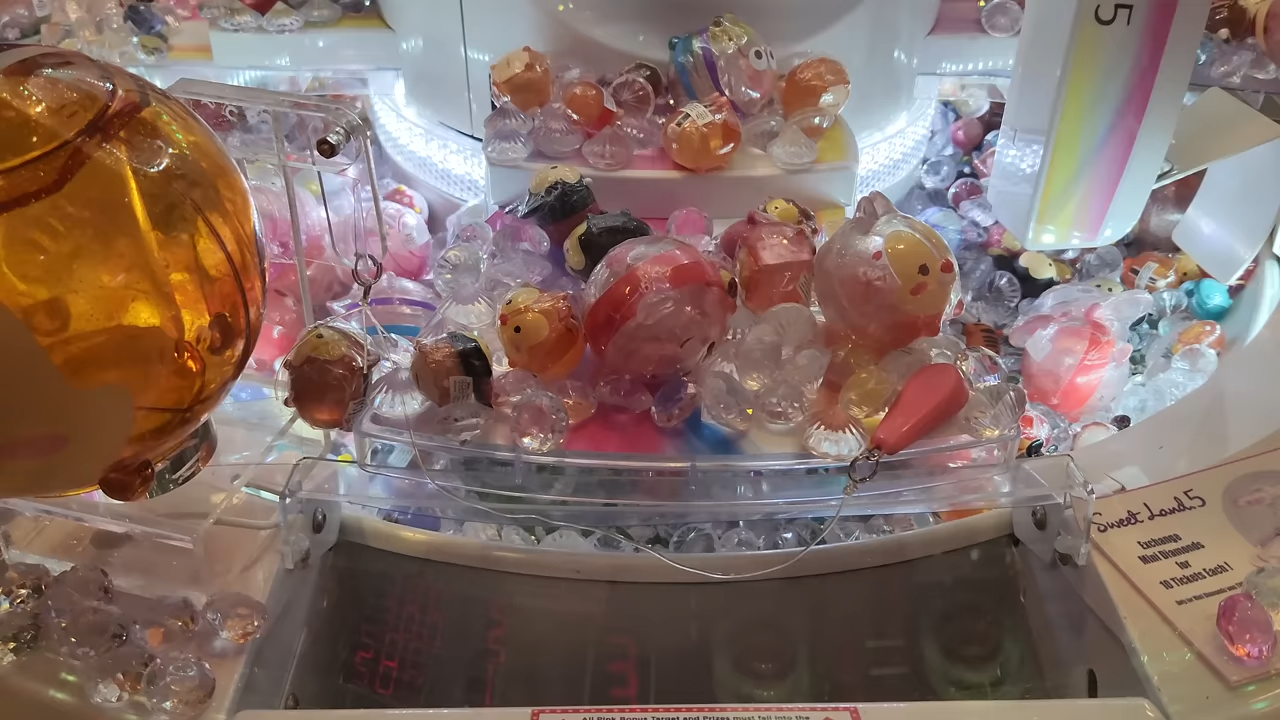 5
Sweet Land.5
Exchange
Mini Diamonds
for
10 Tickets Each!
All Pink Bonus Target and Prizes must fall into the